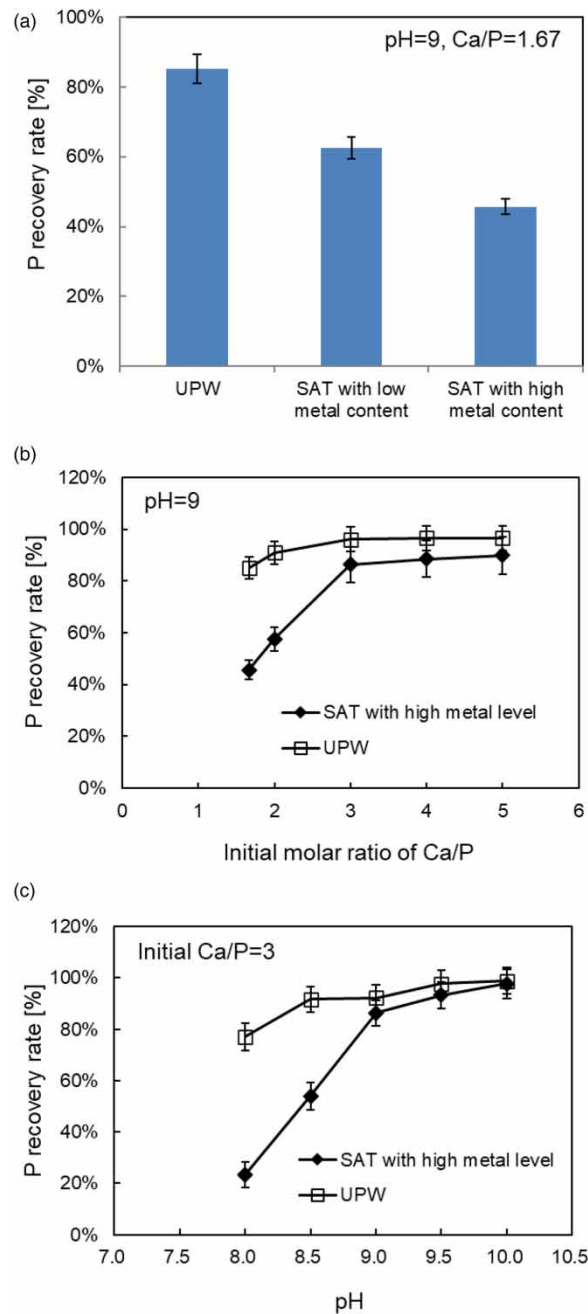 (a)
100%
pH=9, Ca/P=1.67
80%
60%
40%
20%
0%
P recovery rate [%]
UPW
SAT with low
metal content
SAT with high
metal content
(b)
120%
pH=9
100%
80%
60%
40%
20%
0%
P recovery rate [%]
SAT with high metal level
UPW
0 1 2 3 4 5 6
Initial molar ratio of Ca/P
(c)
120%
Initial Ca/P=3
100%
80%
60%
40%
20%
0%
P recovery rate [%]
SAT with high metal level
UPW
7.0 7.5 8.0 8.5 9.0 9.5 10.0 10.5
pH